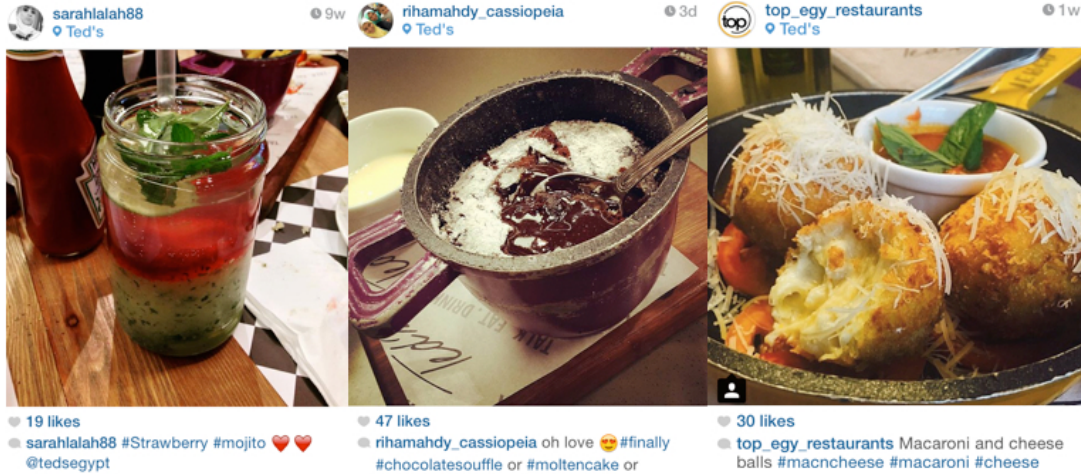 sarahlalah88
9w
Ted's
19 likes
sarahlalah88 #Strawberry #mojito ❤️❤️
@tedsegypt
rihamahdy_cassiopeia
3d
Ted's
Ted's
TALK EAT DRINK
47 likes
rihamahdy_cassiopeia oh love 😍 #finally
#chocolatesouffle or #moltencake or
top_egy_restaurants
1w
top
Ted's
30 likes
top_egy_restaurants Macaroni and cheese
balls #macncheese #macaroni #cheese